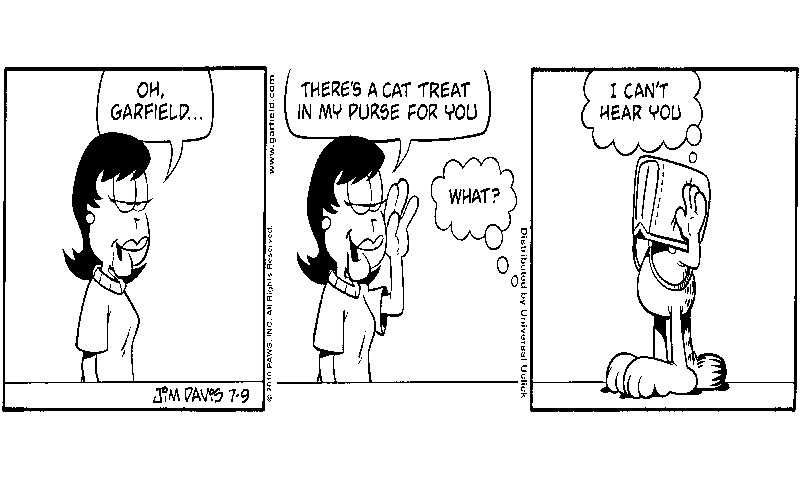 OH,
GARFIELD...
JIM DAVIS 7-9
www.garfield.com
© 2010 PAWS, INC. All Rights Reserved.
THERE'S A CAT TREAT
IN MY PURSE FOR YOU
WHAT?
Distributed by Universal Uclick
I CAN'T
HEAR YOU